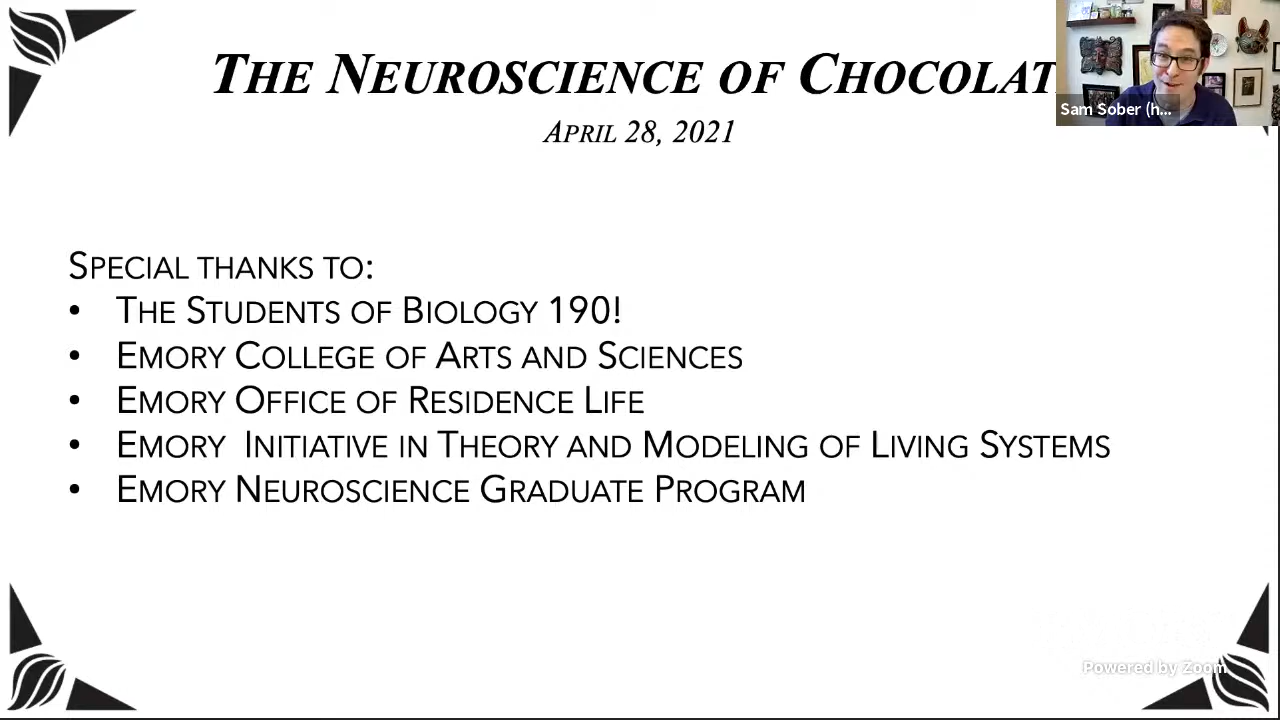 THE NEUROSCIENCE OF CHOCOLAT
APRIL 28, 2021
Sam Sober (h...
SPECIAL THANKS TO:
• THE STUDENTS OF BIOLOGY 190!
• EMORY COLLEGE OF ARTS AND SCIENCES
• EMORY OFFICE OF RESIDENCE LIFE
• EMORY INITIATIVE IN THEORY AND MODELING OF LIVING SYSTEMS
• EMORY NEUROSCIENCE GRADUATE PROGRAM
Powered by Zoom